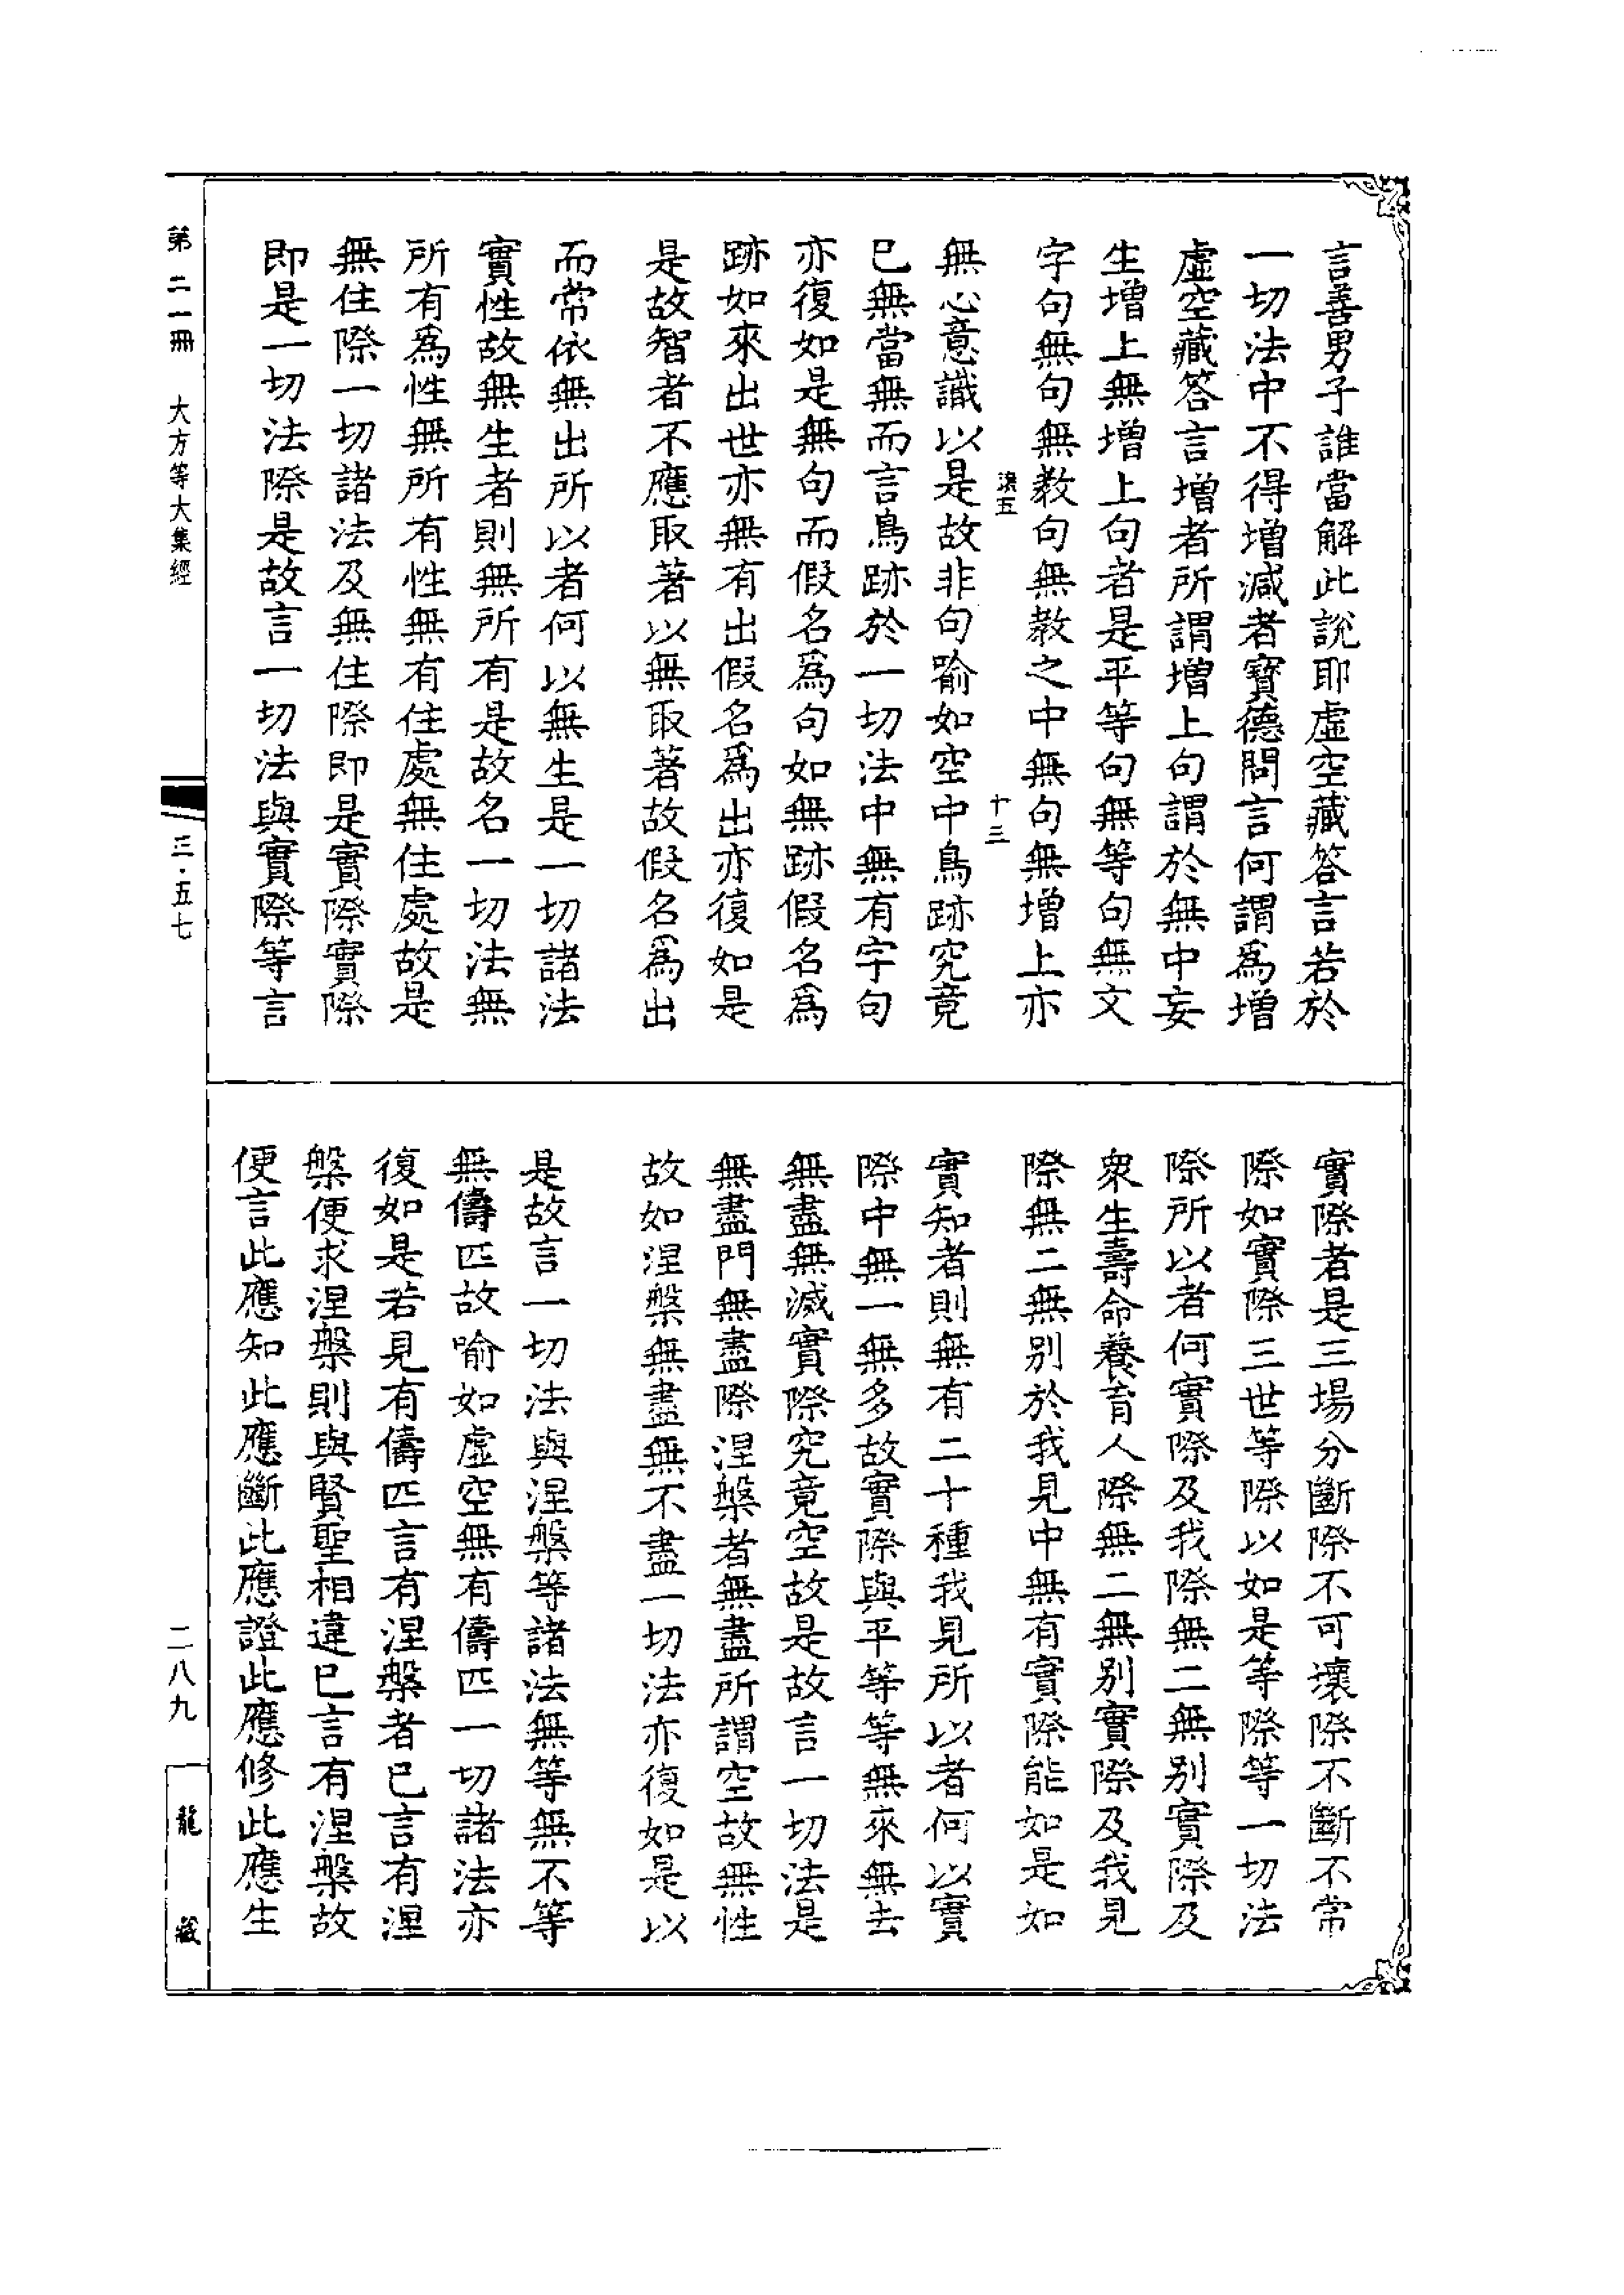 言善男子誰當解此說耶虛空藏答言若於
一切法中不得增減者寶德問言何謂爲增
虛空藏答言增者所謂增上句謂於無中妄
生增上無增上句者是平等句無等句無文
字句無句無教句無教之中無句無增上亦
五
十三
無心意識以是故非句喻如空中鳥跡究竟
已無當無而言鳥跡於一切法中無有字句
亦復如是無句而假名爲句如無跡假名爲
跡如來出世亦無有出假名爲出亦復如是
是故智者不應取著以無取著故假名爲出
而常依無出所以者何以無生是一切諸法
實性故無生者則無所有是故名一切法無
所有爲性無所有性無有住處無住處故是
無住際一切諸法及無住際即是實際實際
即是一切法際是故言一切法與實際等言
實際者是三場分斷際不可壞際不斷不常
際如實際三世等際以如是等際等一切法
際所以者何實際及我際無二無别實際及
衆生壽命養育人際無二無别實際及我見
際無二無别於我見中無有實際能如是如
實知者則無有二十種我見所以者何以實
際中無一無多故實際與平等等無來無去
無盡無滅實際究竟空故是故言一切法是
無盡門無盡際涅槃者無盡所謂空故無性
故如涅槃無盡無不盡一切法亦復如是以
是故言一切法與涅槃等諸法無等無不等
無儔匹故喻如虛空無有儔匹一切諸法亦
復如是若見有儔匹言有涅槃者已言有涅
槃便求涅槃則與賢聖相違已言有涅槃故
便言此應知此應斷此應證此應修此應生
第二一冊 大方等大集經
三·五七
二八九
龍藏